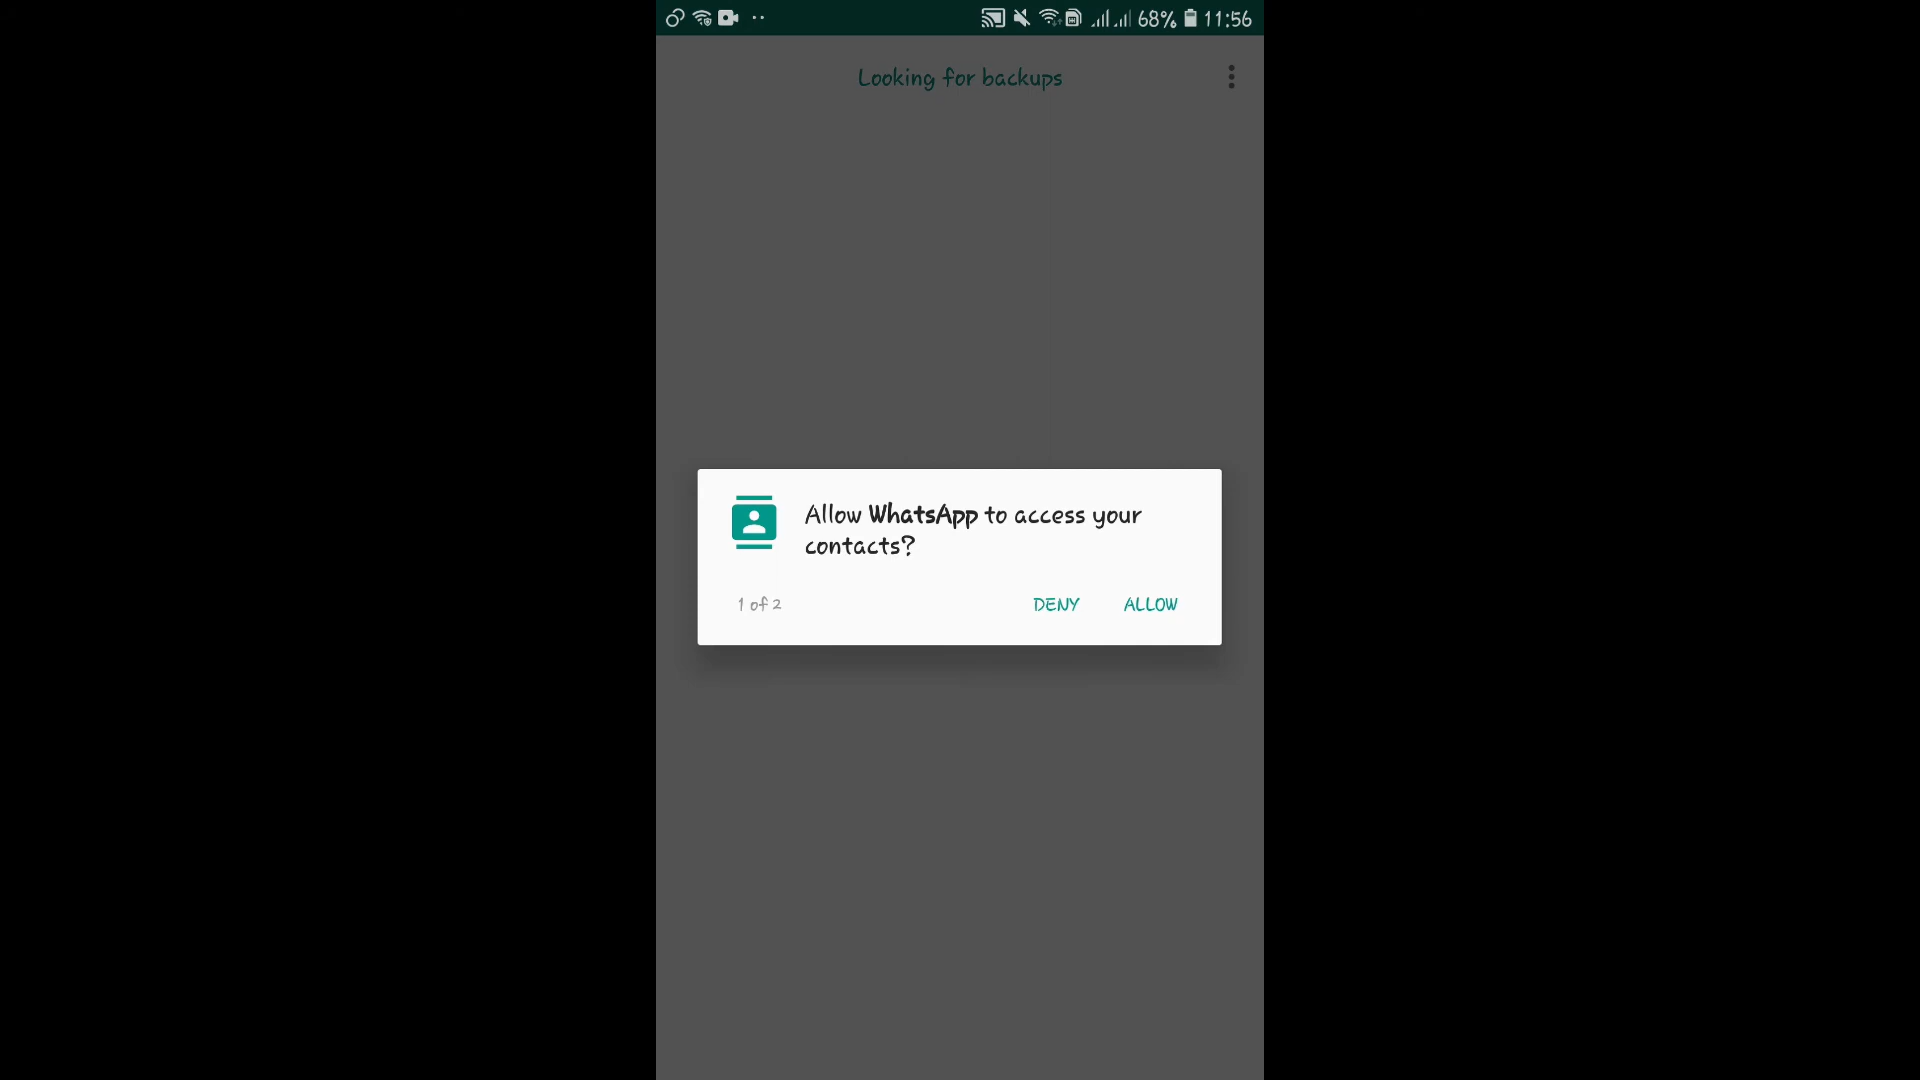 68% 11:56
Looking for backups
Allow WhatsApp to access your
contacts?
1 of 2 DENY ALLOW